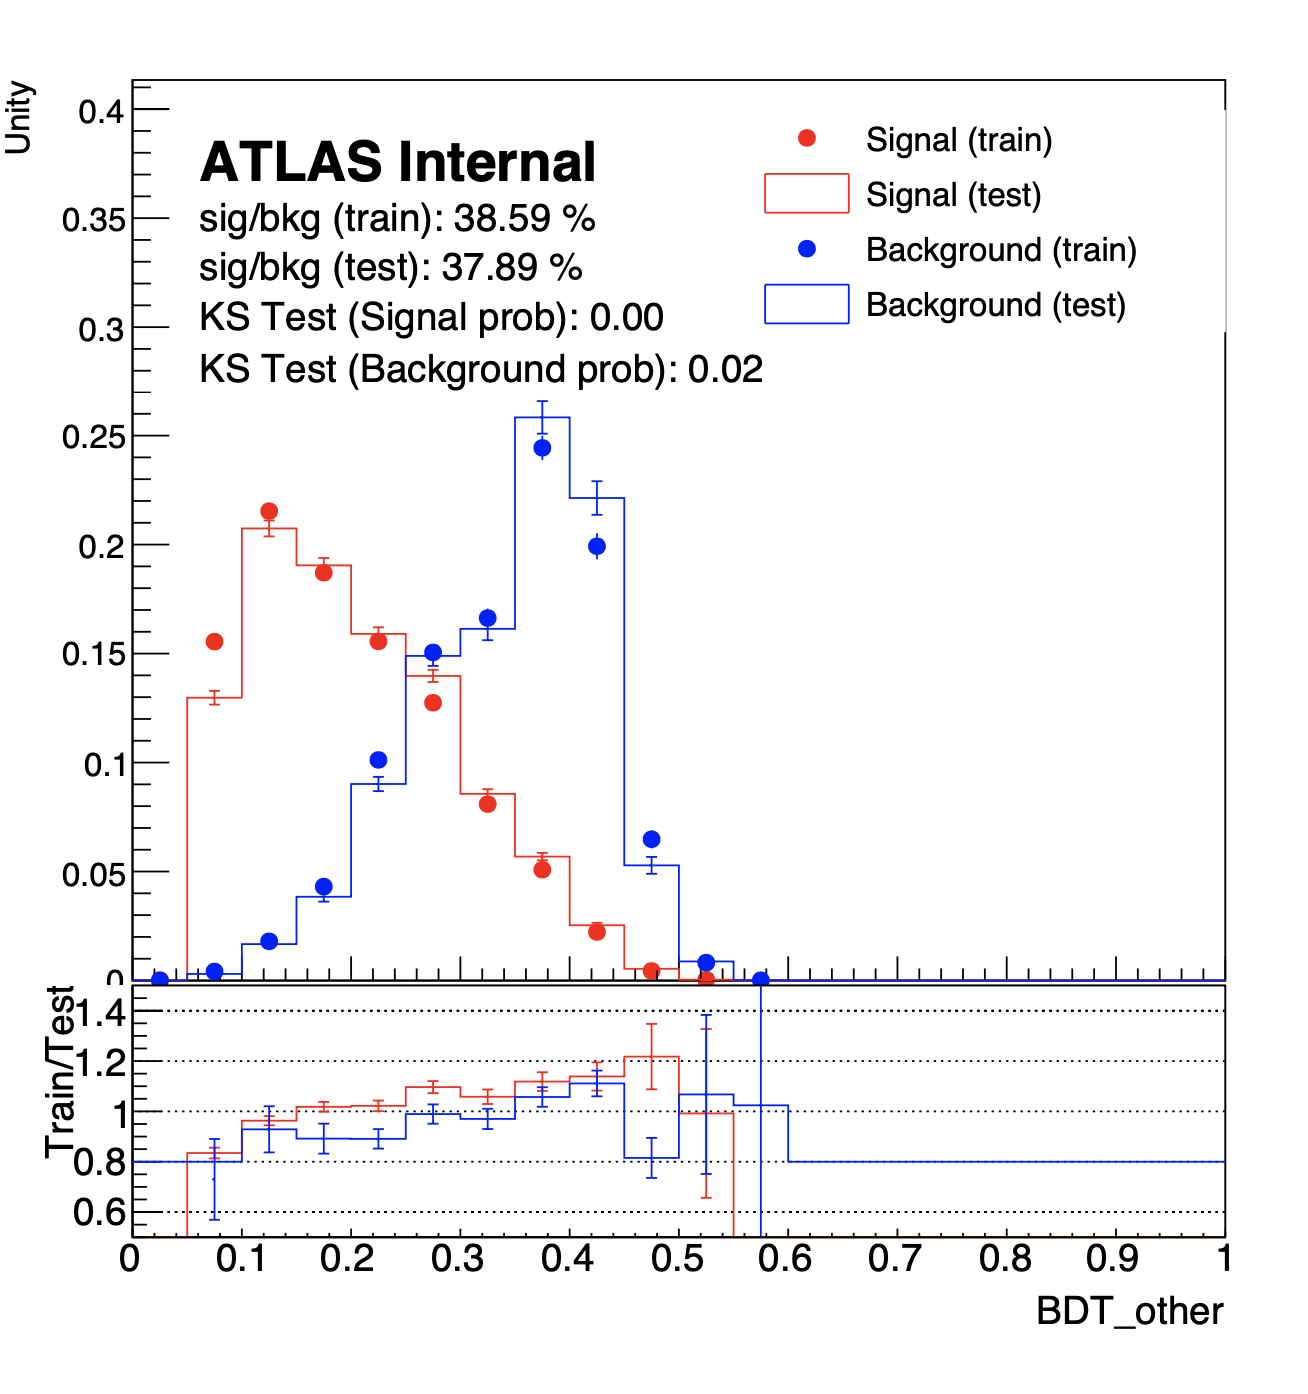 Unity
0.4
0.35
0.3
0.25
0.2
0.15
0.1
0.05
0
ATLAS Internal
sig/bkg (train): 38.59 %
sig/bkg (test): 37.89 %
KS Test (Signal prob): 0.00
KS Test (Background prob): 0.02
Signal (train)
Signal (test)
Background (train)
Background (test)
Train/Test
1.4
1.2
1
0.8
0.6
0 0.1 0.2 0.3 0.4 0.5 0.6 0.7 0.8 0.9 1
BDT_other